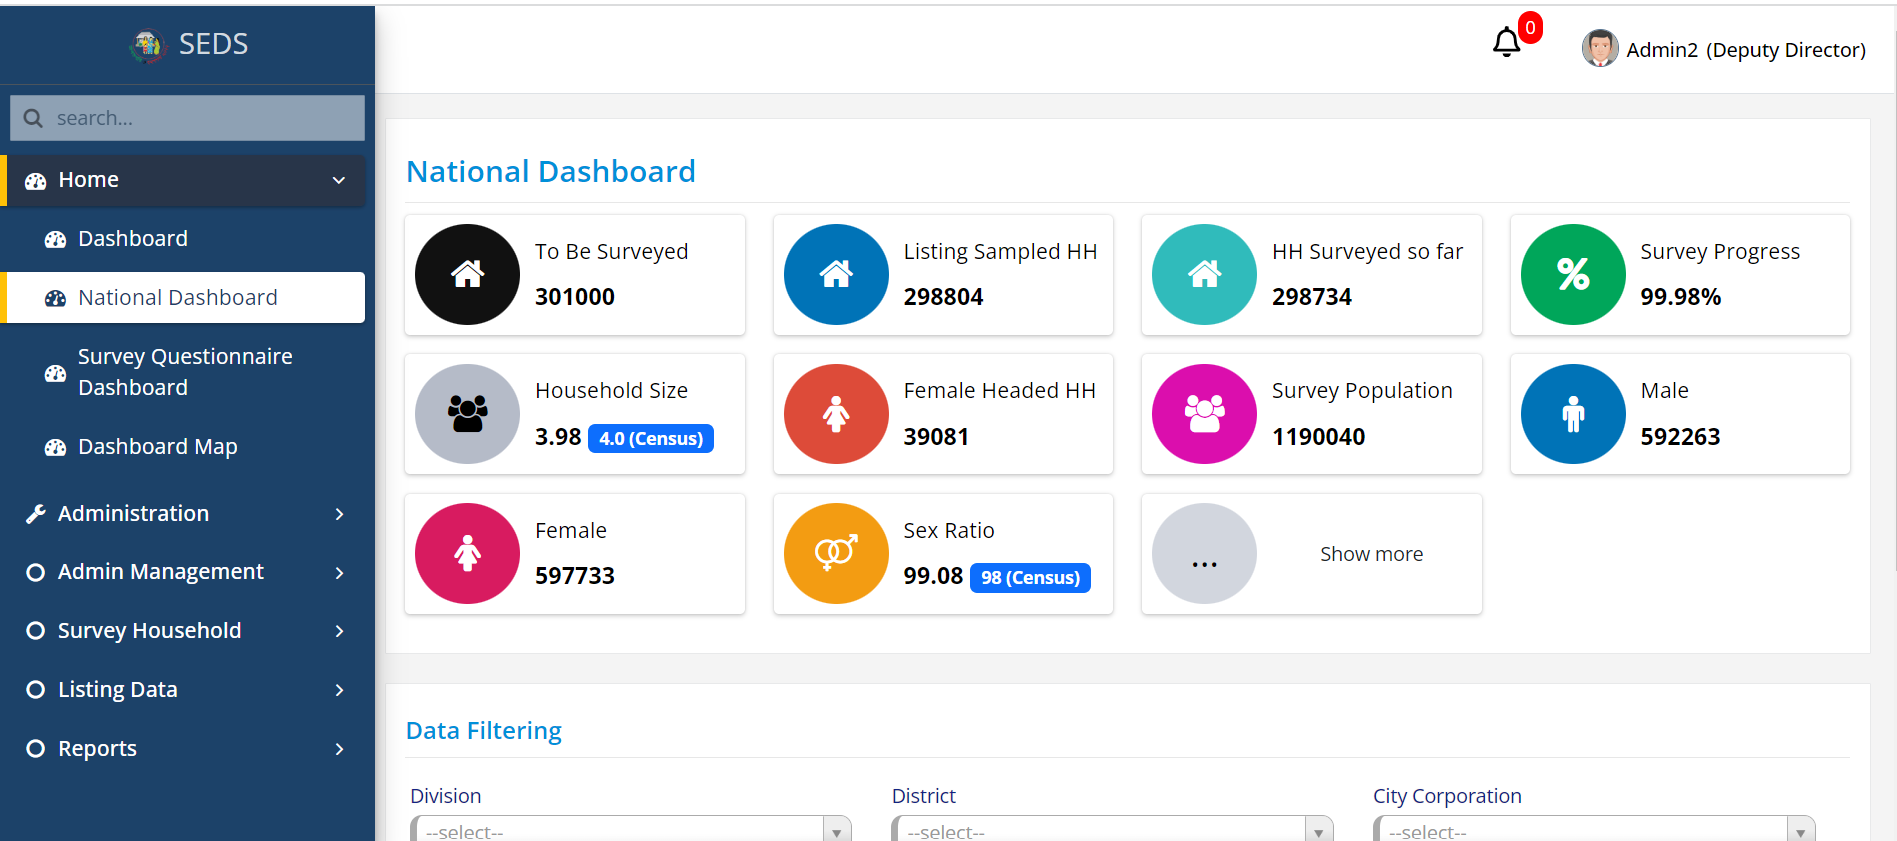 SEDS
0
Admin2 (Deputy Director)
search...
Home
Dashboard
National Dashboard
Survey Questionnaire
Dashboard
Dashboard Map
Administration
Admin Management
Survey Household
Listing Data
Reports
National Dashboard
To Be Surveyed
301000
Listing Sampled HH
298804
HH Surveyed so far
298734
%
Survey Progress
99.98%
Household Size
3.98 4.0 (Census)
Female Headed HH
39081
Survey Population
1190040
Male
592263
Female
597733
Sex Ratio
99.08 98 (Census)
...
Show more
Data Filtering
Division
--select--
District
--select--
City Corporation
--select--